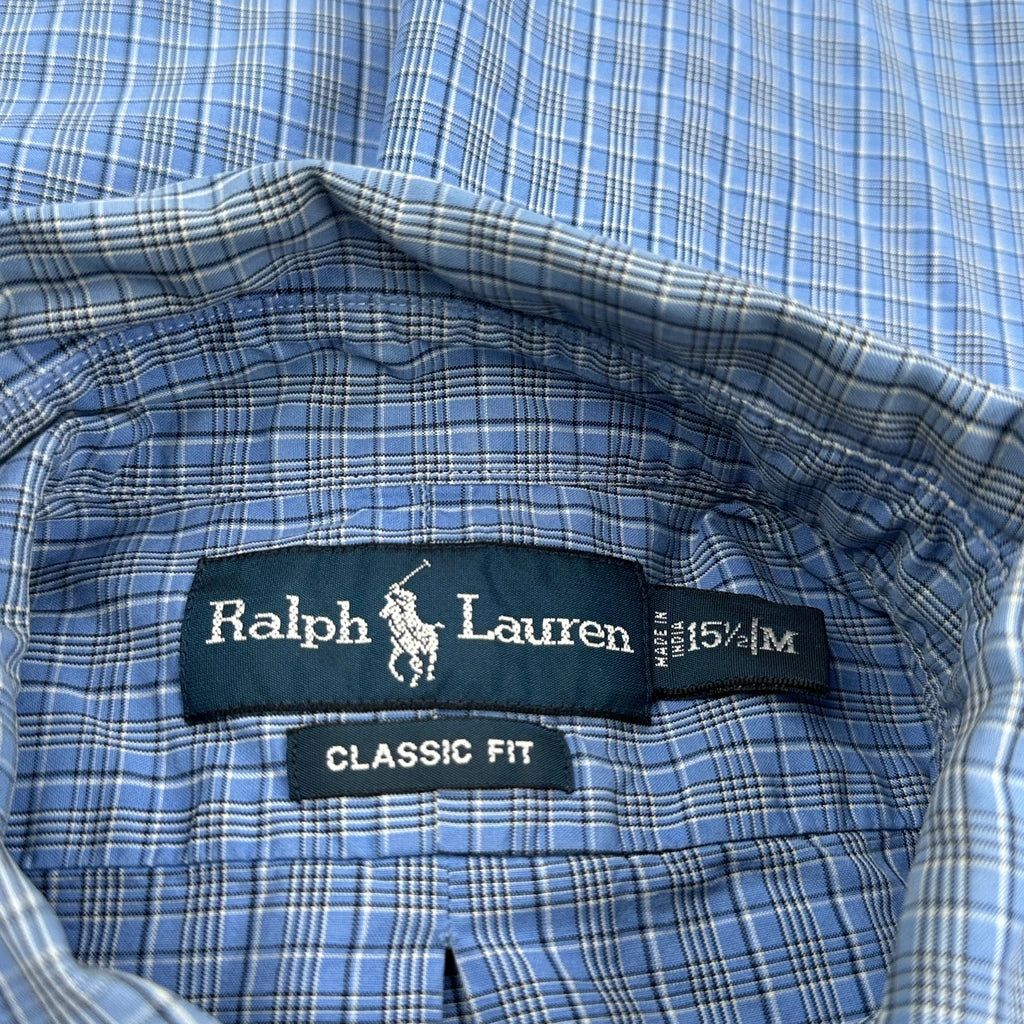 Ralph Lauren
MADE IN
INDIA
15½|M
CLASSIC FIT